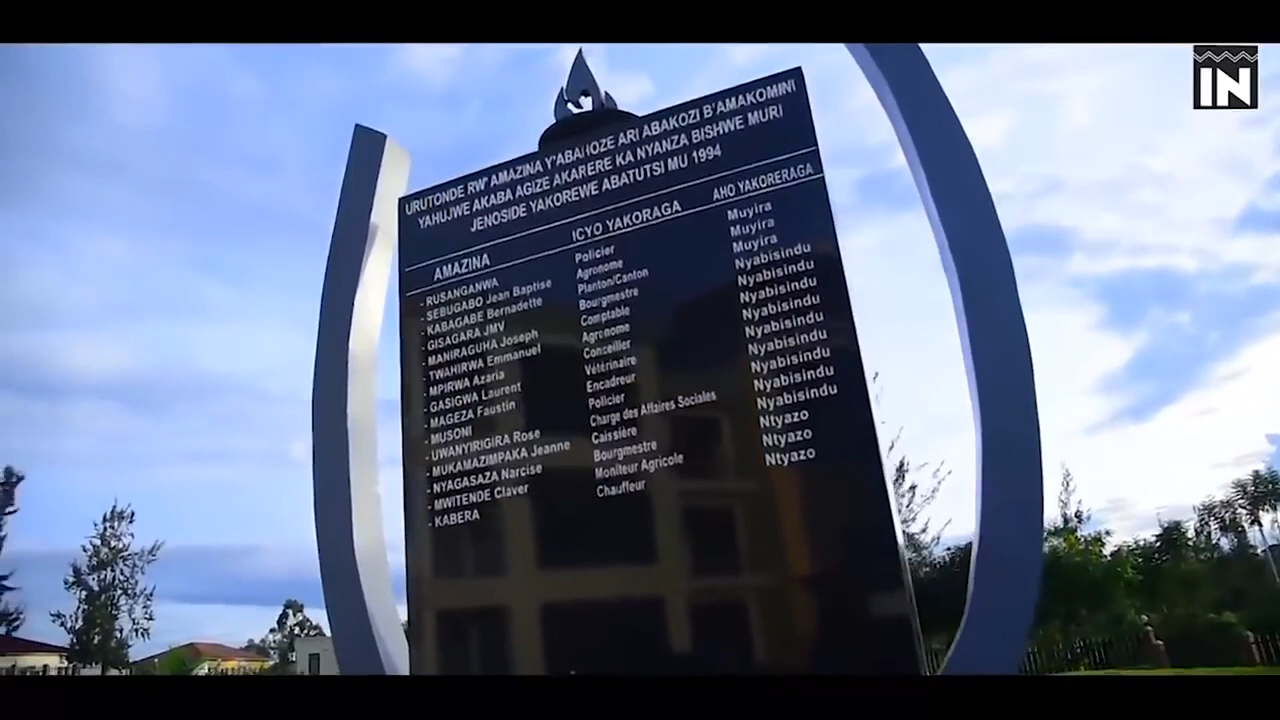 IN
URUTONDE RW' AMAZINA Y'ABAHOZE ARI ABAKOZI B'AMAKOMINI
YAHUJWE AKABA AGIZE AKARERE KA NYANZA BISHWE MURI
JENOSIDE YAKOREWE ABATUTSI MU 1994
AMAZINA ICYO YAKORAGA AHO YAKORERAGA
- RUSANGANWA Policier Muyira
- SEBUGABO Jean Baptise Agronome Muyira
- KABAGABE Bernadette Planton/Canton Muyira
- GISAGARA JMV Bourgmestre Nyabisindu
- MANIRAGUHA Joseph Comptable Nyabisindu
- TWAHIRWA Emmanuel Agronome Nyabisindu
- MPIRWA Azaria Conseiller Nyabisindu
- GASIGWA Laurent Vétérinaire Nyabisindu
- MAGEZA Faustin Encadreur Nyabisindu
- MUSONI Policier Nyabisindu
- UWANYIRIGIRA Rose Charge des Affaires Sociales Nyabisindu
- MUKAMAZIMPAKA Jeanne Caissière Nyabisindu
- NYAGASAZA Narcise Bourgmestre Ntyazo
- MWITENDE Claver Moniteur Agricole Ntyazo
- KABERA Chauffeur Ntyazo